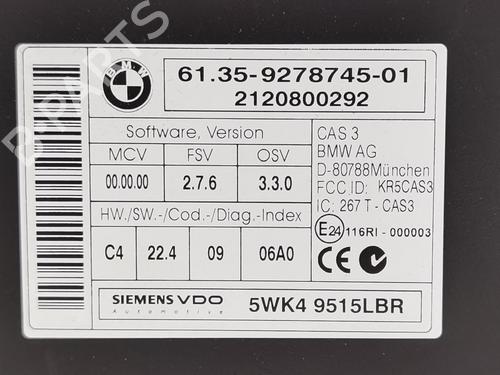 BMW
61.35-9278745-01
2120800292
Software, Version
MCV FSV OSV
00.00.00 2.7.6 3.3.0
HW./SW.-/Cod.-/Diag.-Index
C4 22.4 09 06A0
CAS 3
BMW AG
D-80788München
FCC ID: KR5CAS3
IC: 267 T - CAS3
E24 116RI - 000003
CE
SIEMENS VDO
Automotive
5WK4 9515LBR
B-PARTS